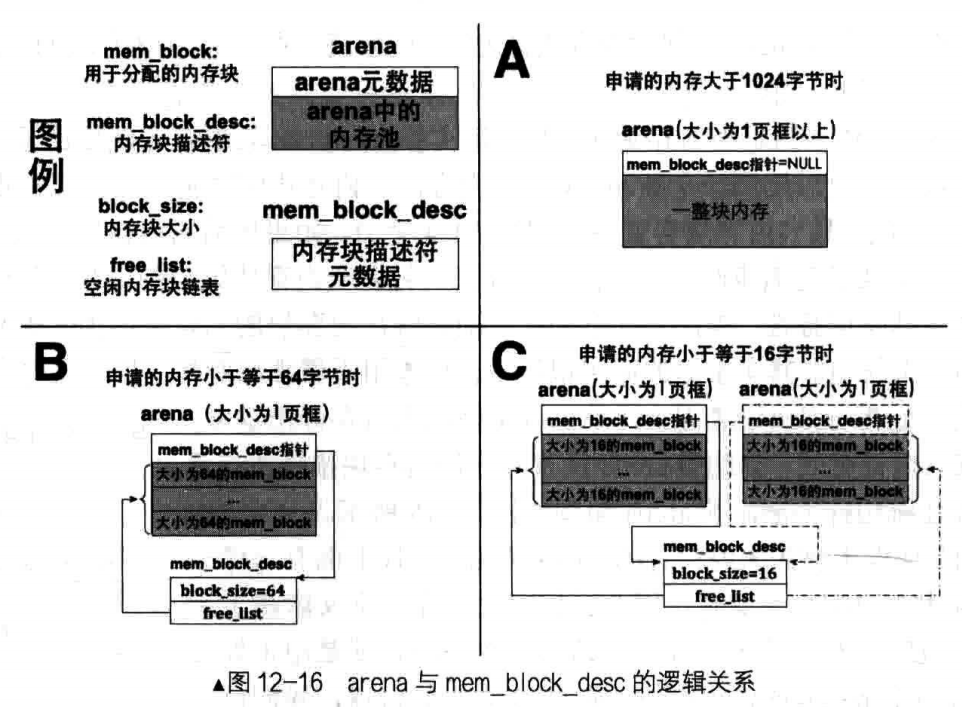 图
例
mem_block:
用于分配的内存块
mem_block_desc:
内存块描述符
block_size:
内存块大小
free_list:
空闲内存块链表
arena
arena元数据
arena中的
内存池
mem_block_desc
内存块描述符
元数据
A
申请的内存大于1024字节时
arena(大小为1页框以上)
mem_block_desc指针=NULL
一整块内存
B
申请的内存小于等于64字节时
arena（大小为1页框）
mem_block_desc指针
大小为64的mem_block
...
大小为64的mem_block
mem_block_desc
block_size=64
free_list
C
申请的内存小于等于16字节时
arena(大小为1页框)
mem_block_desc指针
大小为16的mem_block
...
大小为16的mem_block
arena(大小为1页框)
mem_block_desc指针
大小为16的mem_block
...
大小为16的mem_block
mem_block_desc
block_size=16
free_list
▲图 12-16 arena 与 mem_block_desc 的逻辑关系